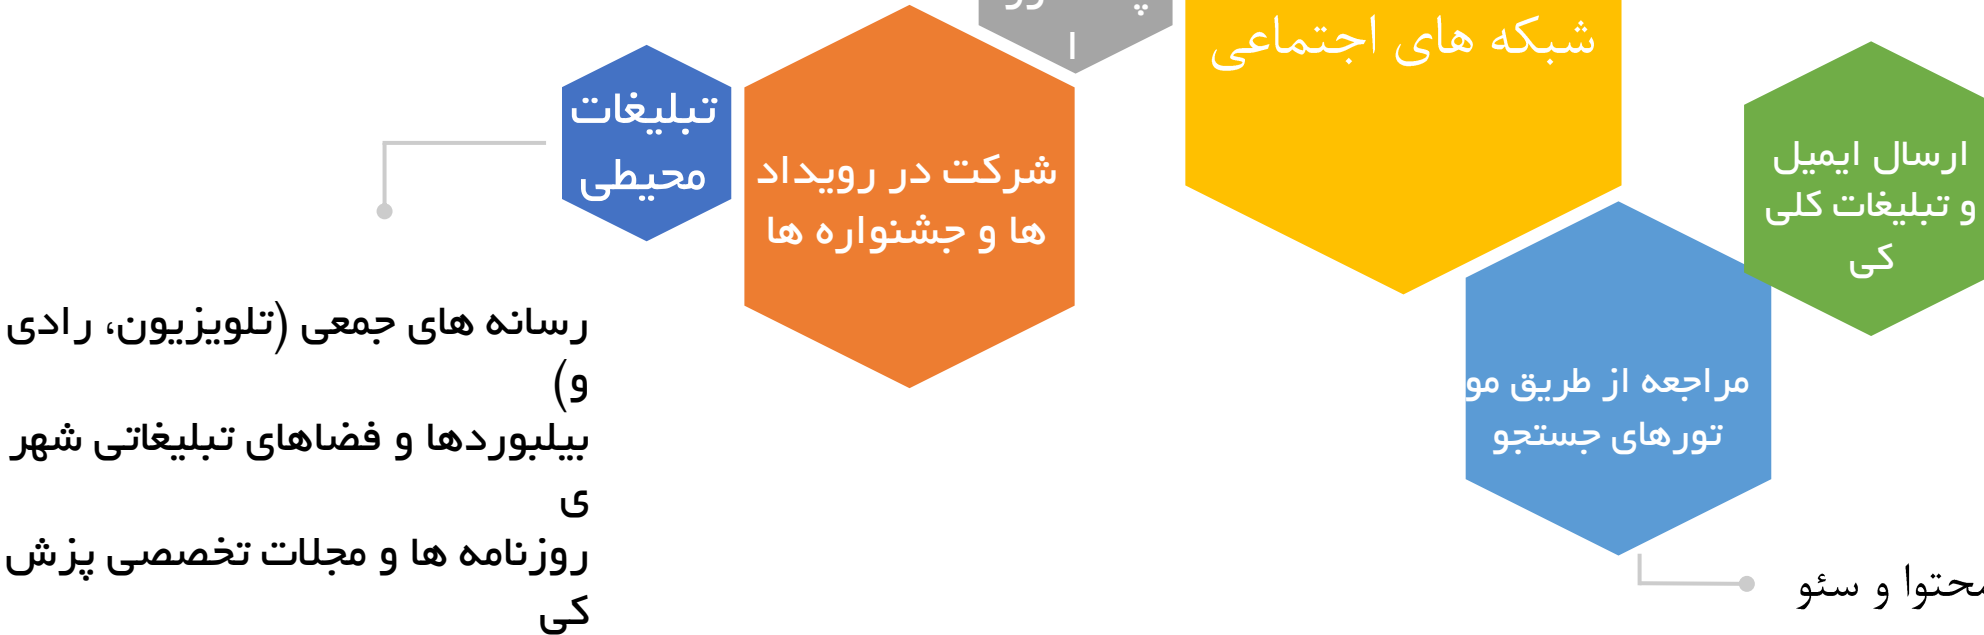 ا
شبکه های اجتماعی
تبلیغات
محیطی
شرکت در رویداد
ها و جشنواره ها
ارسال ایمیل
و تبلیغات کلی
کی
مراجعه از طریق مو
تورهای جستجو
رسانه های جمعی (تلویزیون، رادی
و)
بیلبوردها و فضاهای تبلیغاتی شهر
ی
روزنامه ها و مجلات تخصصی پزش
کی
محتوا و سئو